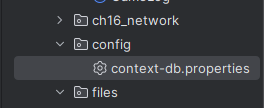 ch16_network
config
context-db.properties
files